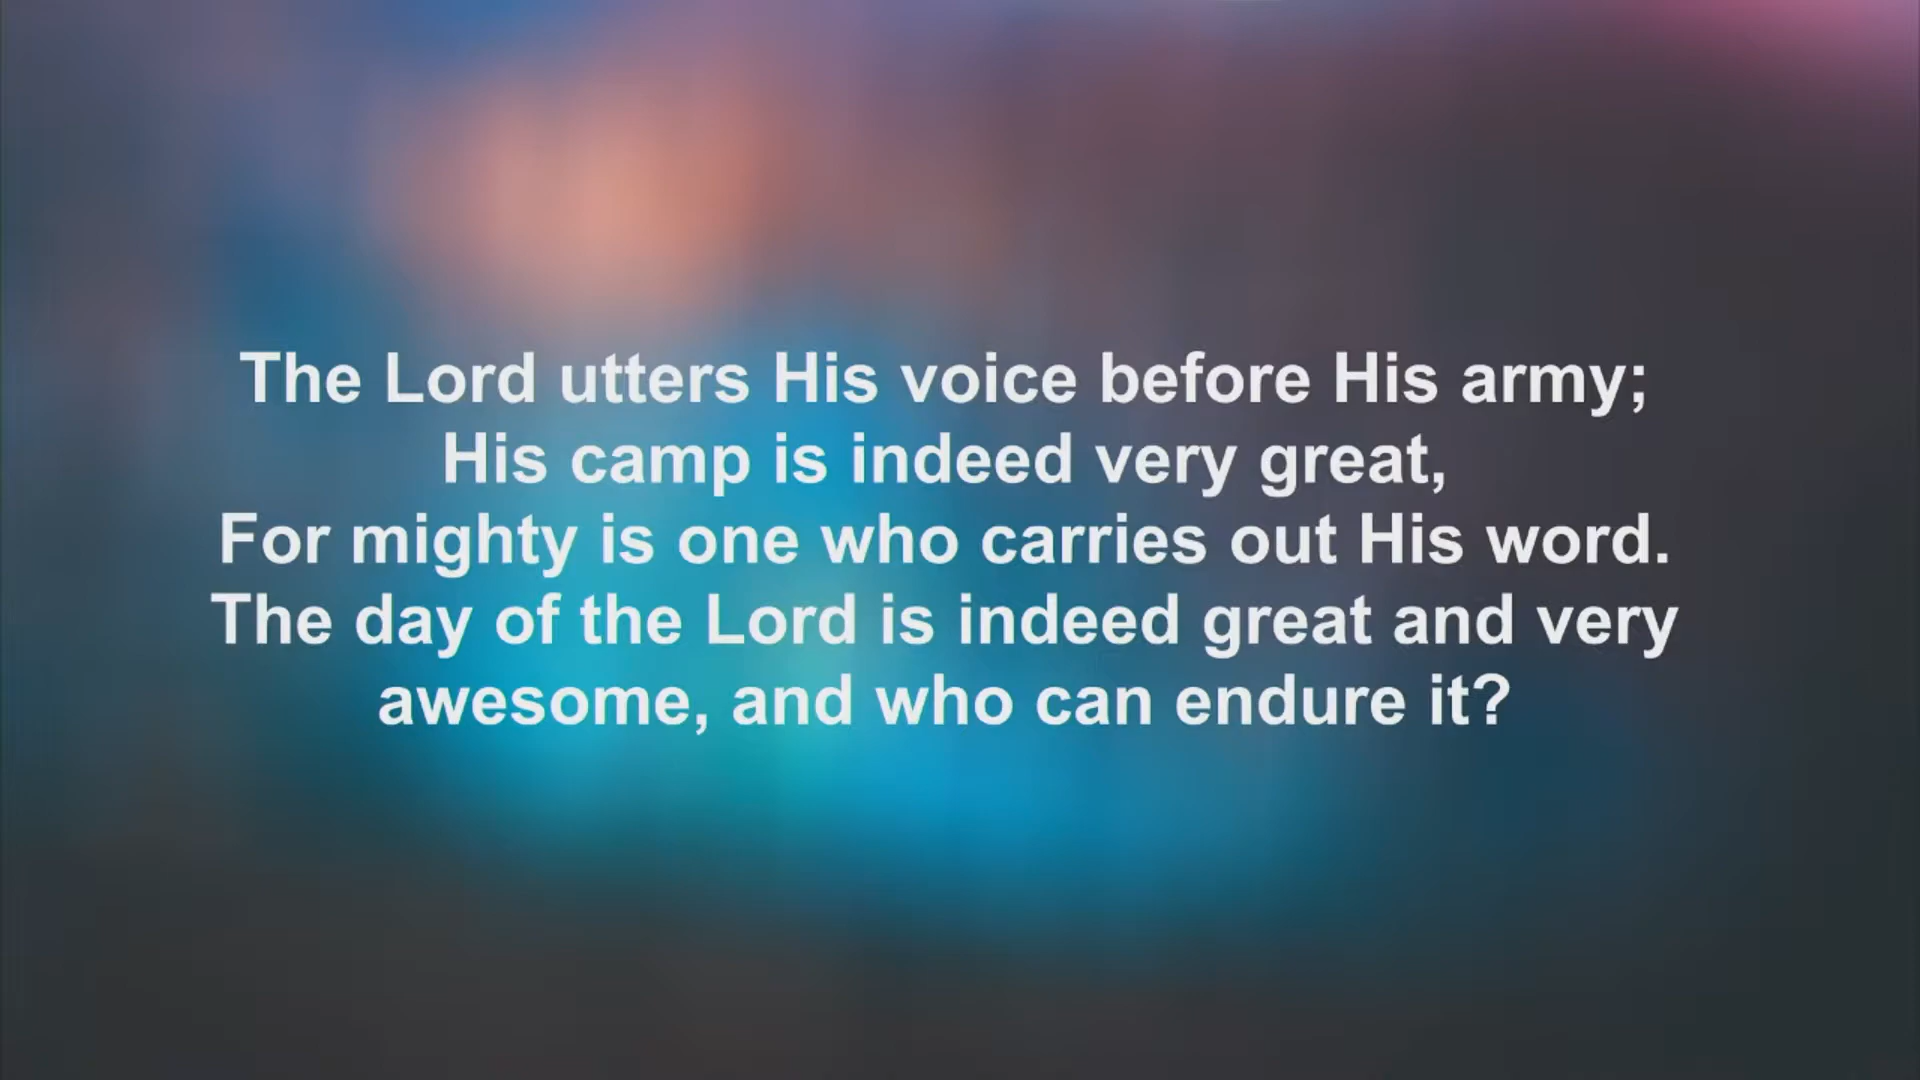 The Lord utters His voice before His army;
His camp is indeed very great,
For mighty is one who carries out His word.
The day of the Lord is indeed great and very
awesome, and who can endure it?